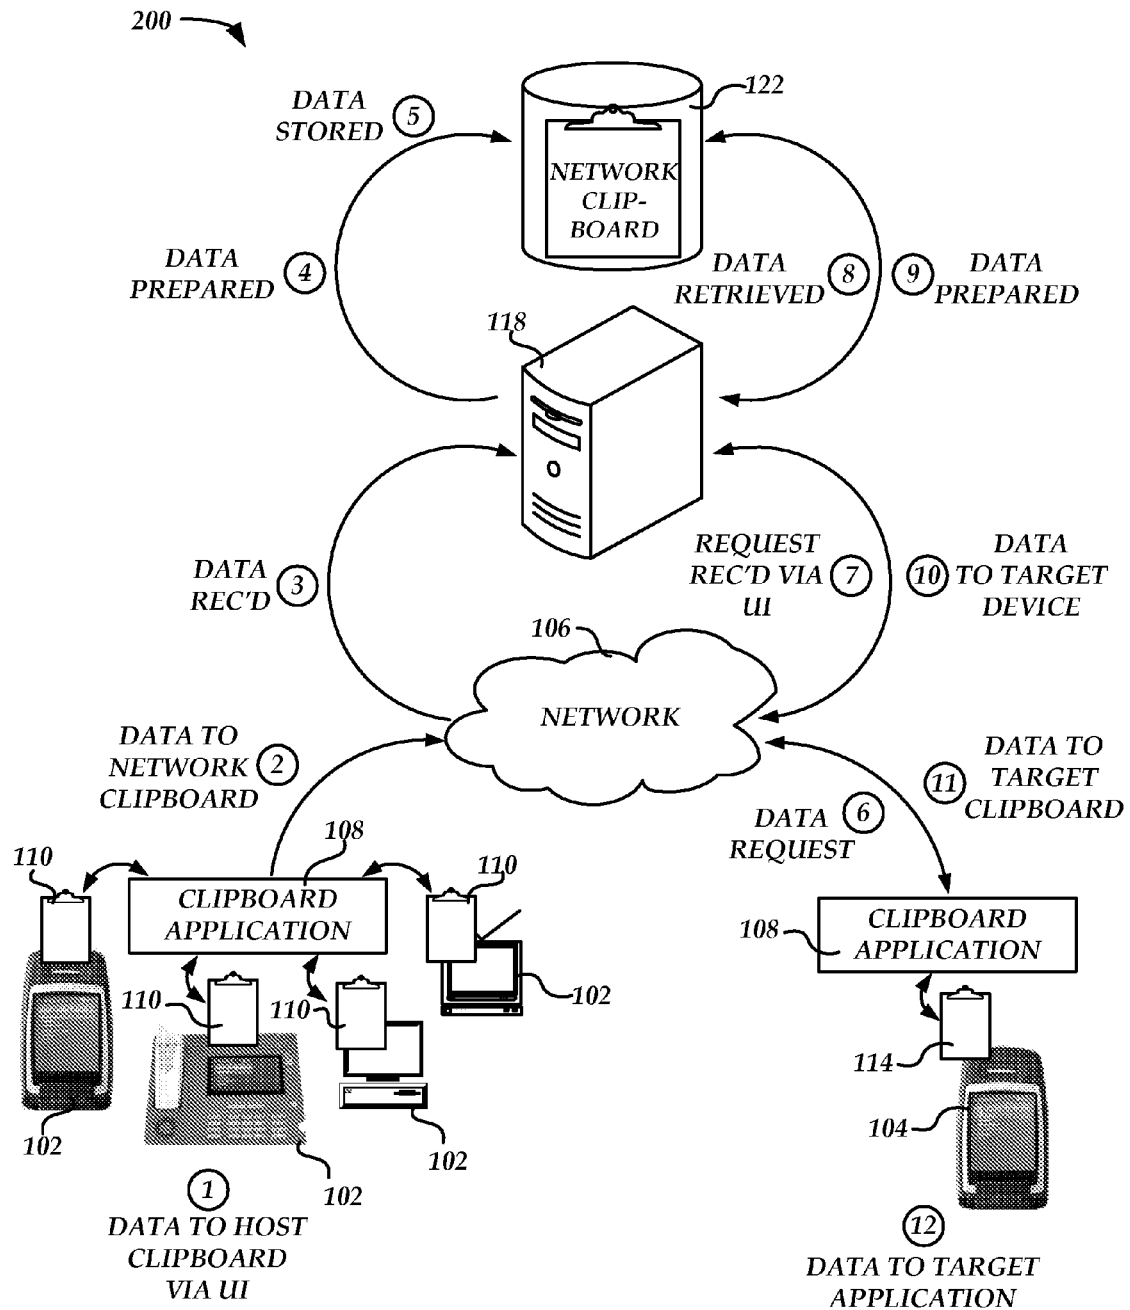 200
DATA
STORED
5
122
NETWORK
CLIP-
BOARD
DATA
PREPARED
4
DATA
RETRIEVED
8
9
DATA
PREPARED
118
DATA
REC'D
3
REQUEST
REC'D VIA
UI
7
10
DATA
TO TARGET
DEVICE
106
NETWORK
DATA TO
NETWORK
CLIPBOARD
2
DATA
REQUEST
6
11
DATA TO
TARGET
CLIPBOARD
110
108
CLIPBOARD
APPLICATION
110
110
110
102
102
102
102
1
DATA TO HOST
CLIPBOARD
VIA UI
CLIPBOARD
APPLICATION
108
114
104
12
DATA TO TARGET
APPLICATION